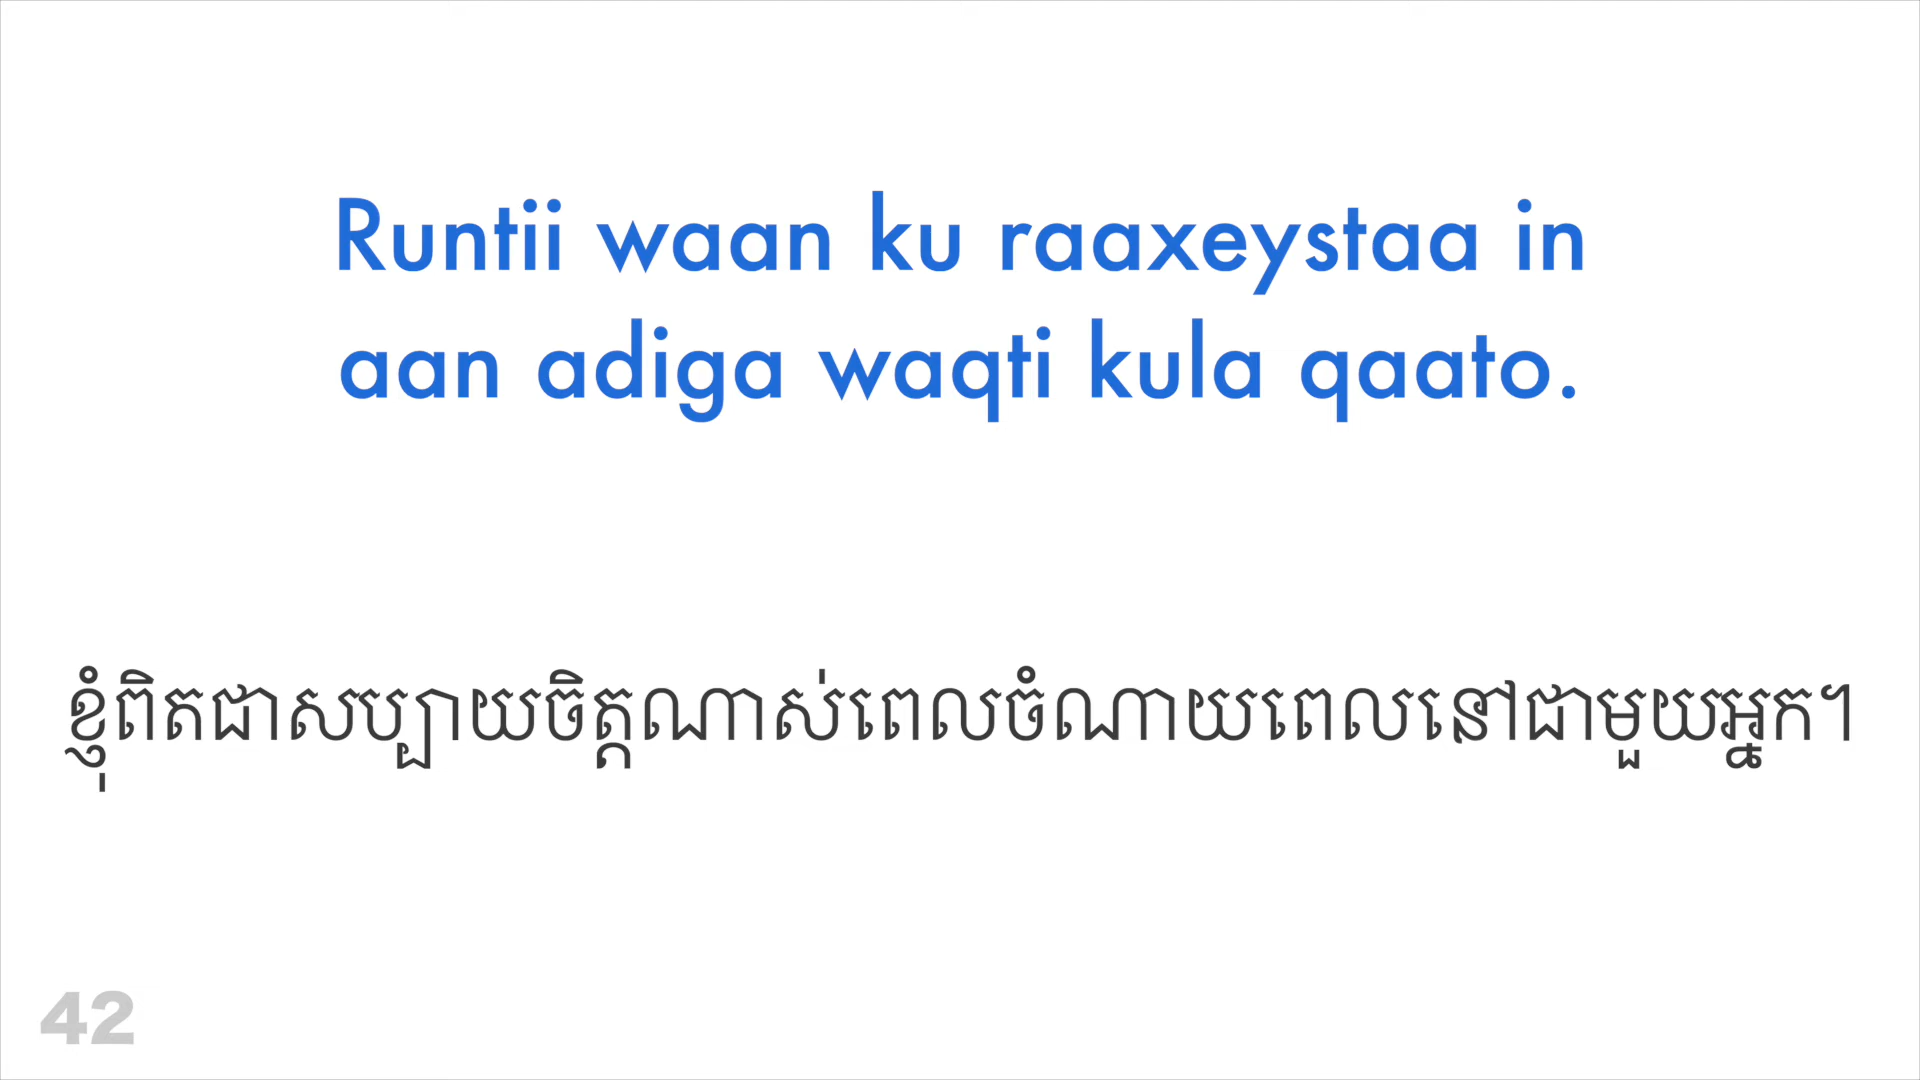 Runtii waan ku raaxeystaa in
aan adiga waqti kula qaato.
ខ្ញុំពិតជាសប្បាយចិត្តណាស់ពេលចំណាយពេលនៅជាមួយអ្នក។
42